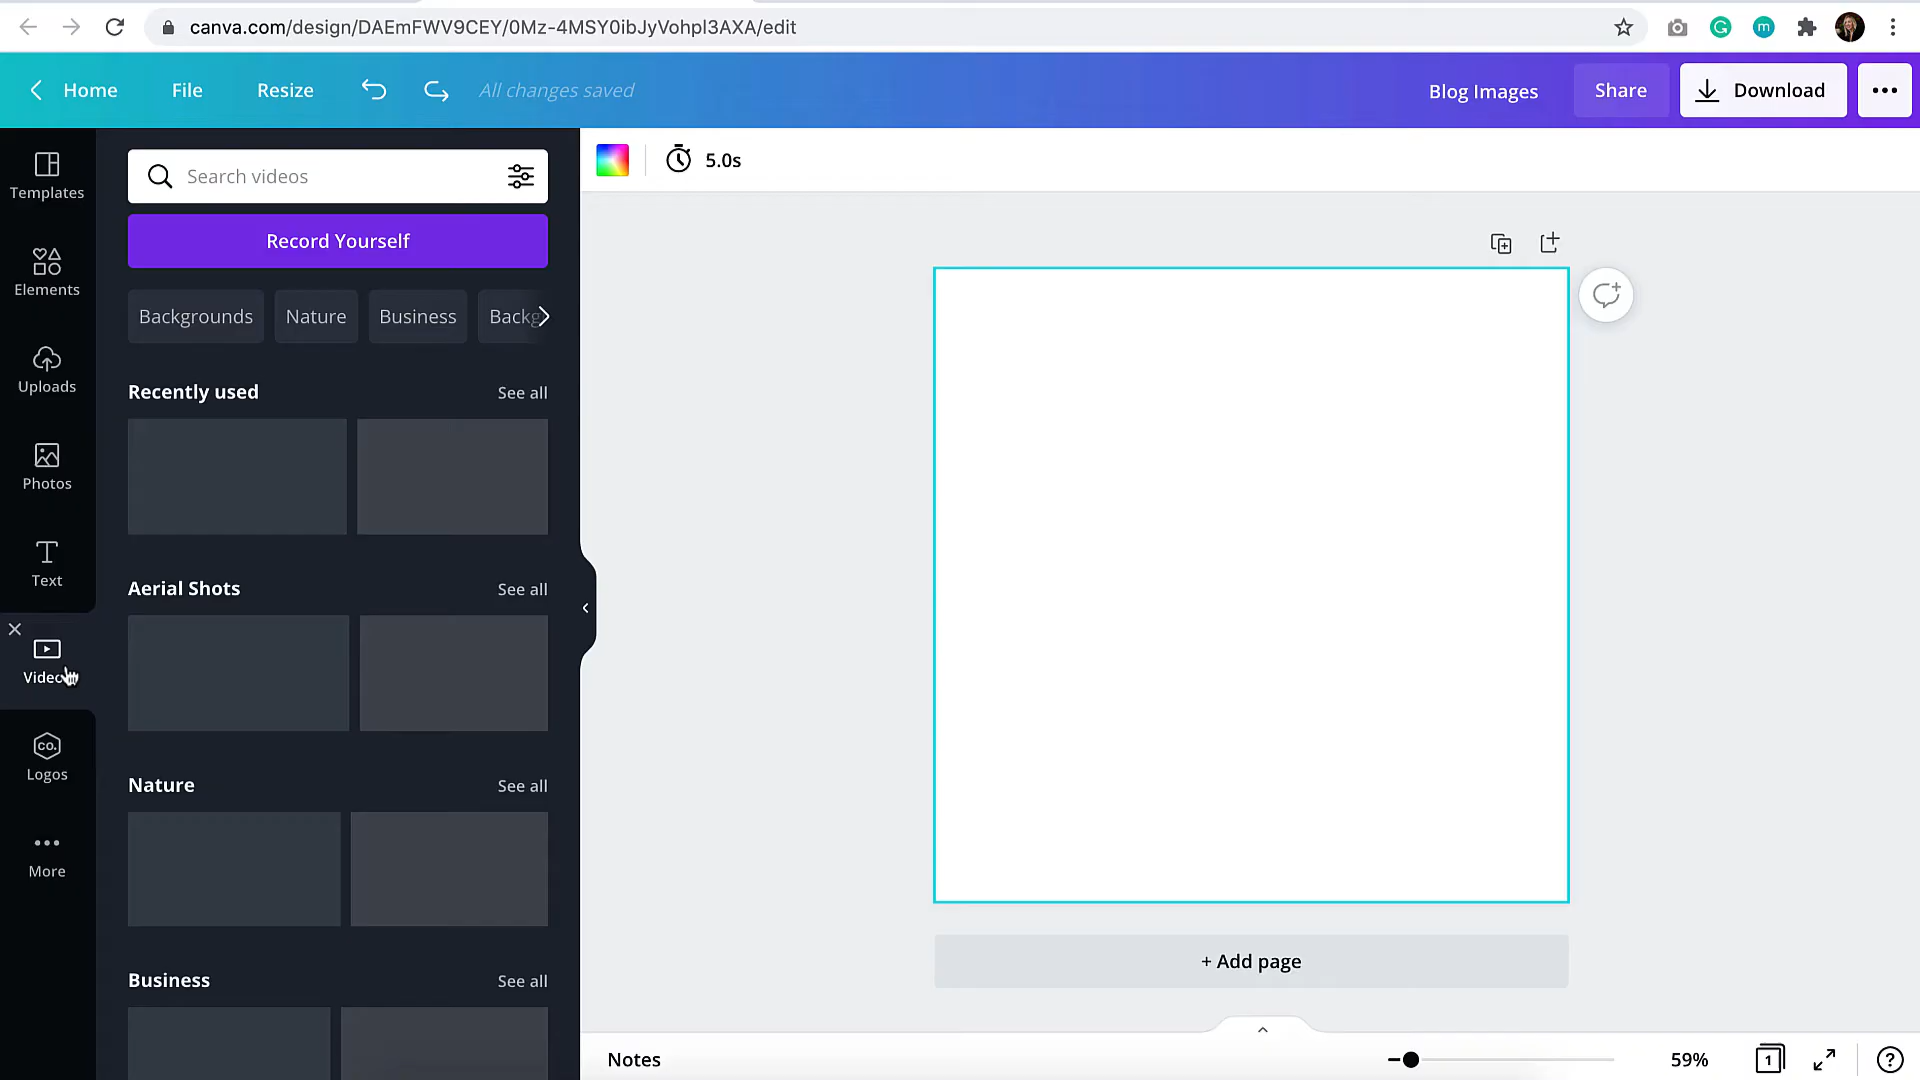 canva.com/design/DAEmFWV9CEY/0Mz-4MSY0ibJyVohpl3AXA/edit
Home File Resize All changes saved Blog Images Share Download
Templates
Elements
Uploads
Photos
Text
Videos
CO.
Logos
More
Search videos
Record Yourself
Backgrounds Nature Business Backg
Recently used See all
Aerial Shots See all
Nature See all
Business See all
5.0s
+ Add page
Notes 59% 1 ?